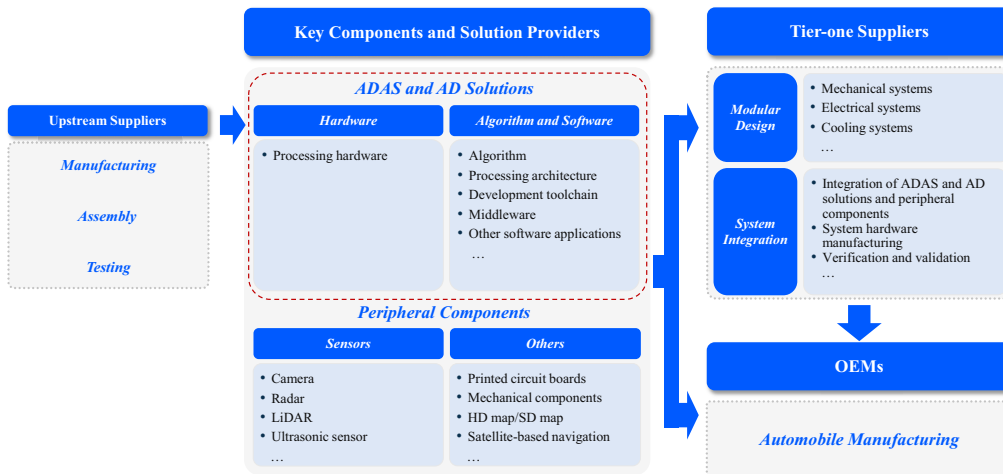 Key Components and Solution Providers
Tier-one Suppliers
Upstream Suppliers
Manufacturing
Assembly
Testing
ADAS and AD Solutions
Hardware
• Processing hardware
Algorithm and Software
• Algorithm
• Processing architecture
• Development toolchain
• Middleware
• Other software applications
…
Peripheral Components
Sensors
• Camera
• Radar
• LiDAR
• Ultrasonic sensor
…
Others
• Printed circuit boards
• Mechanical components
• HD map/SD map
• Satellite-based navigation
…
Modular
Design
• Mechanical systems
• Electrical systems
• Cooling systems
…
System
Integration
• Integration of ADAS and AD
solutions and peripheral
components
• System hardware
manufacturing
• Verification and validation
…
OEMs
Automobile Manufacturing